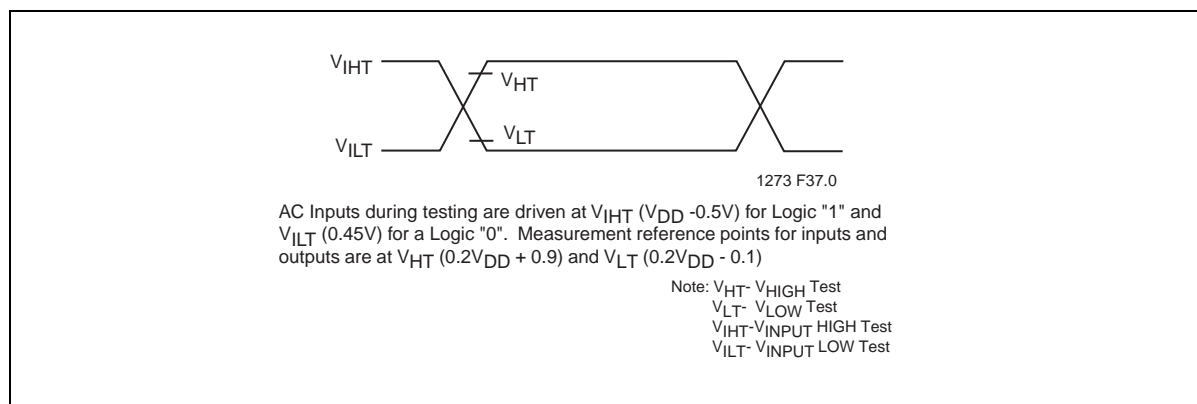 VIHT
VHT
VLT
VILT
1273 F37.0
AC Inputs during testing are driven at VIHT (VDD -0.5V) for Logic "1" and
VILT (0.45V) for a Logic "0".  Measurement reference points for inputs and
outputs are at VHT (0.2VDD + 0.9) and VLT (0.2VDD - 0.1)
Note: VHT- VHIGH Test
VLT- VLOW Test
VIHT-VINPUT HIGH Test
VILT- VINPUT LOW Test